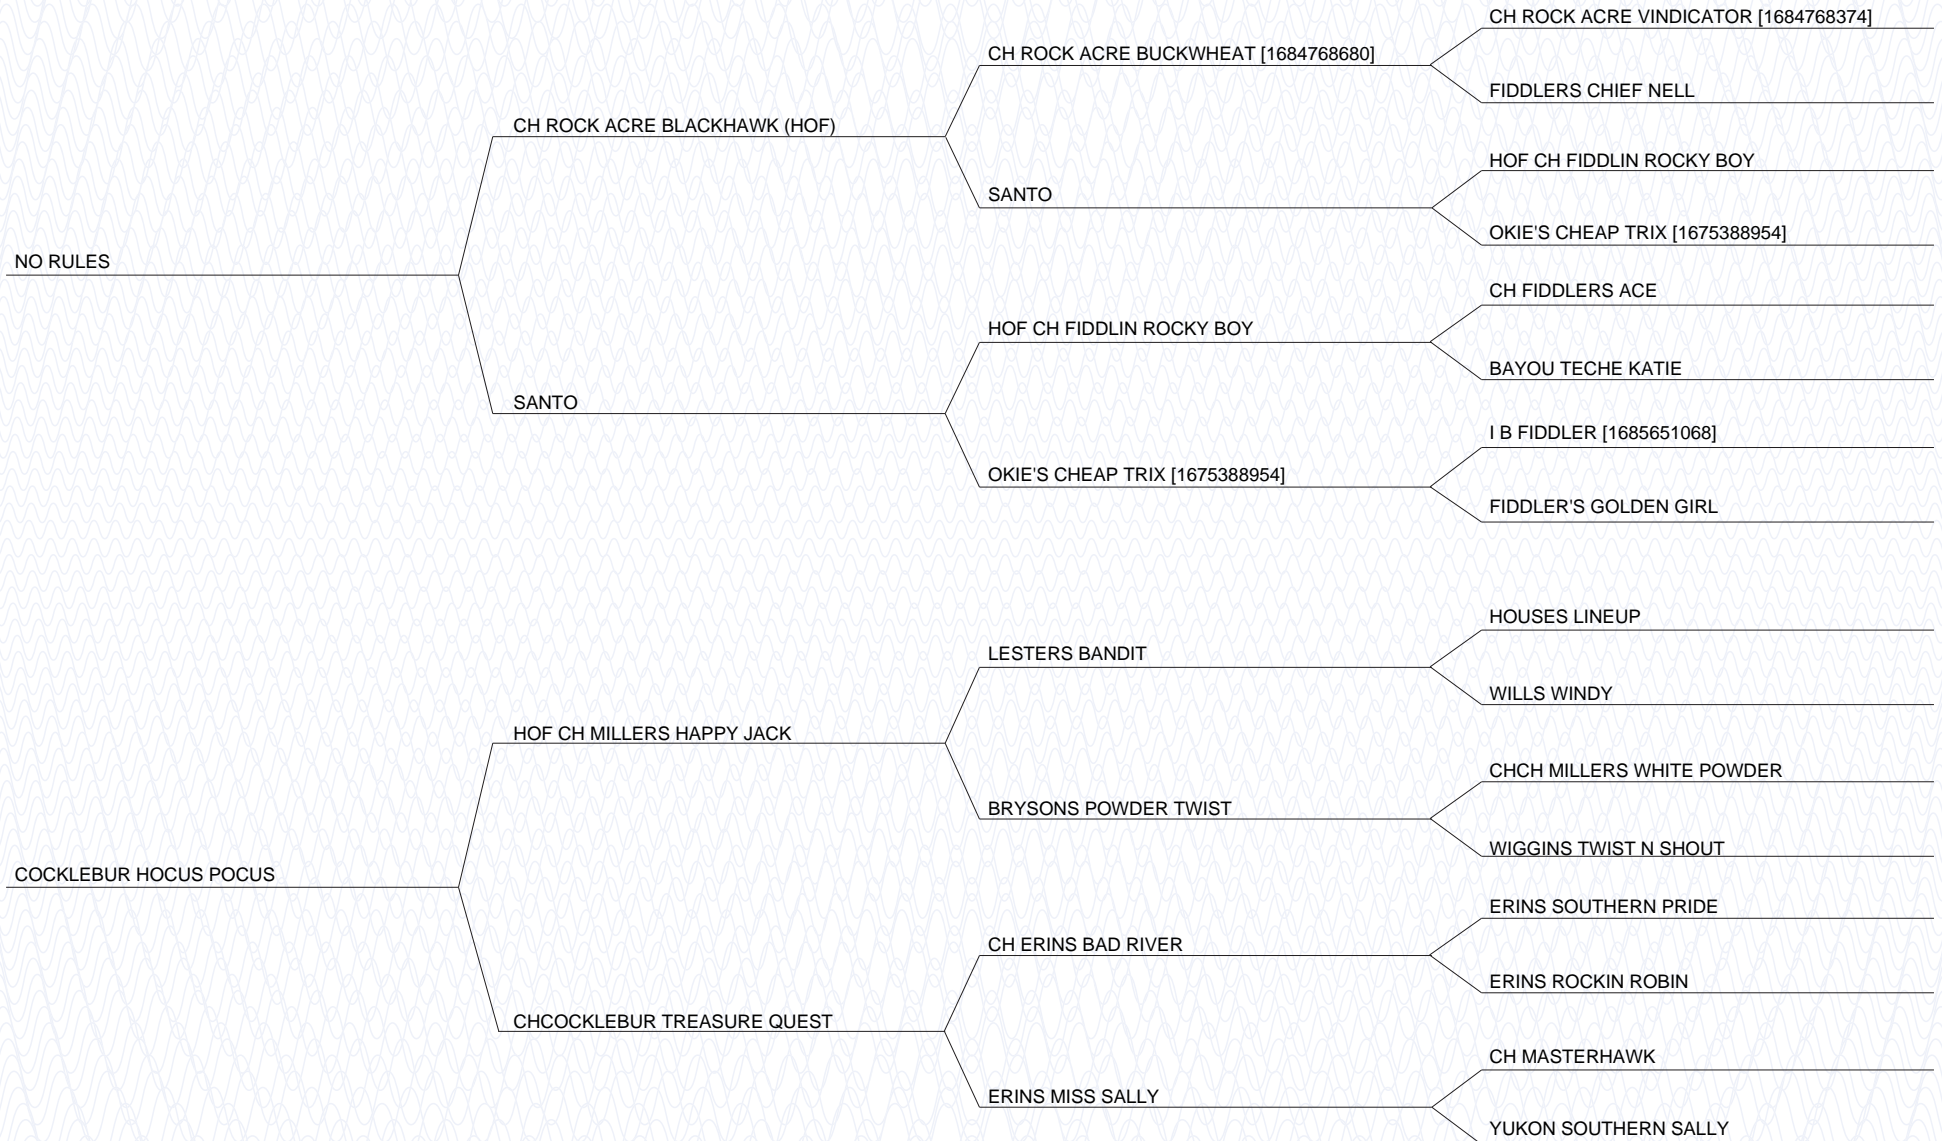 CH ROCK ACRE VINDICATOR [1684768374]
CH ROCK ACRE BUCKWHEAT [1684768680]
FIDDLERS CHIEF NELL
CH ROCK ACRE BLACKHAWK (HOF)
HOF CH FIDDLIN ROCKY BOY
SANTO
OKIE'S CHEAP TRIX [1675388954]
NO RULES
CH FIDDLERS ACE
HOF CH FIDDLIN ROCKY BOY
BAYOU TECHE KATIE
SANTO
I B FIDDLER [1685651068]
OKIE'S CHEAP TRIX [1675388954]
FIDDLER'S GOLDEN GIRL
HOUSES LINEUP
LESTERS BANDIT
WILLS WINDY
HOF CH MILLERS HAPPY JACK
CHCH MILLERS WHITE POWDER
BRYSONS POWDER TWIST
WIGGINS TWIST N SHOUT
COCKLEBUR HOCUS POCUS
ERINS SOUTHERN PRIDE
CH ERINS BAD RIVER
ERINS ROCKIN ROBIN
CHCOCKLEBUR TREASURE QUEST
CH MASTERHAWK
ERINS MISS SALLY
YUKON SOUTHERN SALLY